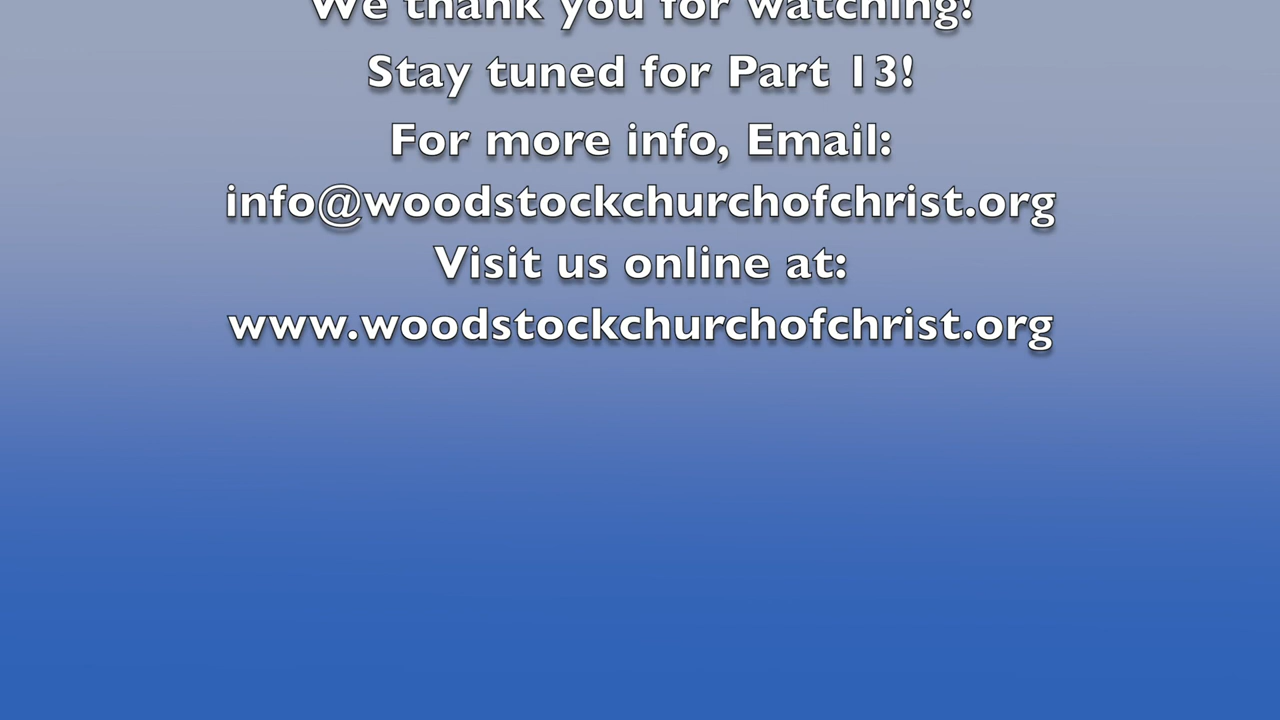 We thank you for watching!
Stay tuned for Part 13!
For more info, Email:
info@woodstockchurchofchrist.org
Visit us online at:
www.woodstockchurchofchrist.org